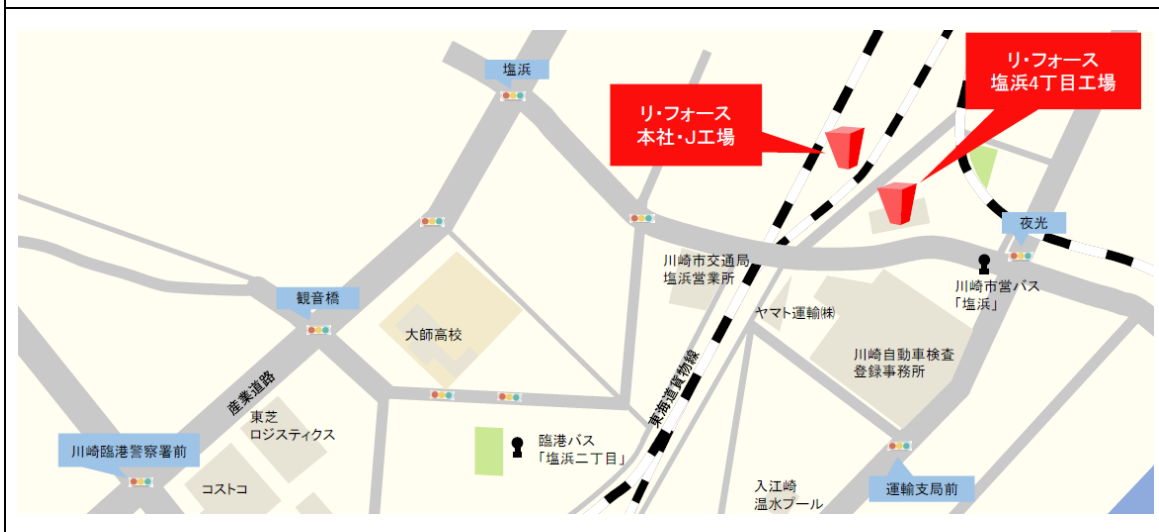 塩浜
リ・フォース
本社・J工場
リ・フォース
塩浜4丁目工場
夜光
川崎市交通局
塩浜営業所
川崎市営バス
「塩浜」
観音橋
大師高校
ヤマト運輸㈱
川崎自動車検査
登録事務所
東海道貨物線
産業道路
東芝
ロジスティクス
川崎臨港警察署前
コストコ
臨港バス
「塩浜二丁目」
入江崎
温水プール
運輸支局前